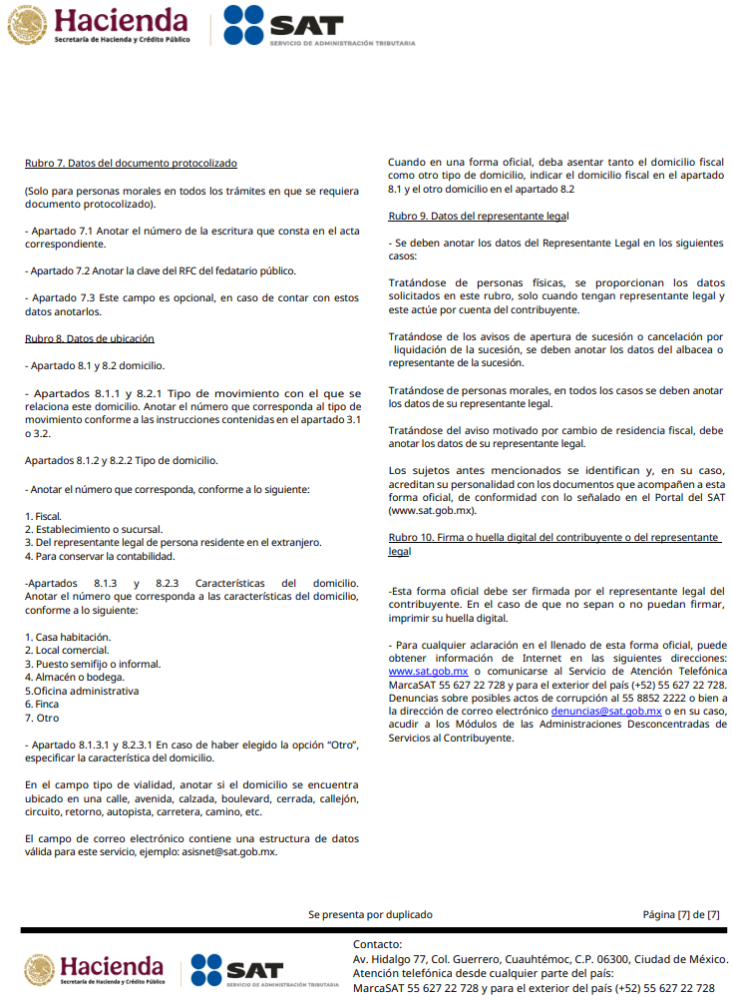 Hacienda
Secretaría de Hacienda y Crédito Público
SAT
SERVICIO DE ADMINISTRACIÓN TRIBUTARIA
Rubro 7. Datos del documento protocolizado
(Solo para personas morales en todos los trámites en que se requiera
documento protocolizado).
- Apartado 7.1 Anotar el número de la escritura que consta en el acta
correspondiente.
- Apartado 7.2 Anotar la clave del RFC del fedatario público.
- Apartado 7.3 Este campo es opcional, en caso de contar con estos
datos anotarlos.
Rubro 8. Datos de ubicación
- Apartado 8.1 y 8.2 domicilio.
- Apartados 8.1.1 y 8.2.1 Tipo de movimiento con el que se
relaciona este domicilio. Anotar el número que corresponda al tipo de
movimiento conforme a las instrucciones contenidas en el apartado 3.1
o 3.2.
Apartados 8.1.2 y 8.2.2 Tipo de domicilio.
- Anotar el número que corresponda, conforme a lo siguiente:
1. Fiscal.
2. Establecimiento o sucursal.
3. Del representante legal de persona residente en el extranjero.
4. Para conservar la contabilidad.
-Apartados 8.1.3 y 8.2.3 Características del domicilio.
Anotar el número que corresponda a las características del domicilio,
conforme a lo siguiente:
1. Casa habitación.
2. Local comercial.
3. Puesto semifijo o informal.
4. Almacén o bodega.
5.Oficina administrativa
6. Finca
7. Otro
- Apartado 8.1.3.1 y 8.2.3.1 En caso de haber elegido la opción “Otro”,
especificar la característica del domicilio.
En el campo tipo de vialidad, anotar si el domicilio se encuentra
ubicado en una calle, avenida, calzada, boulevard, cerrada, callejón,
circuito, retorno, autopista, carretera, camino, etc.
El campo de correo electrónico contiene una estructura de datos
válida para este servicio, ejemplo: asisnet@sat.gob.mx.
Cuando en una forma oficial, deba asentar tanto el domicilio fiscal
como otro tipo de domicilio, indicar el domicilio fiscal en el apartado
8.1 y el otro domicilio en el apartado 8.2
Rubro 9. Datos del representante legal
- Se deben anotar los datos del Representante Legal en los siguientes
casos:
Tratándose de personas físicas, se proporcionan los datos
solicitados en este rubro, solo cuando tengan representante legal y
este actúe por cuenta del contribuyente.
Tratándose de los avisos de apertura de sucesión o cancelación por
liquidación de la sucesión, se deben anotar los datos del albacea o
representante de la sucesión.
Tratándose de personas morales, en todos los casos se deben anotar
los datos de su representante legal.
Tratándose del aviso motivado por cambio de residencia fiscal, debe
anotar los datos de su representante legal.
Los sujetos antes mencionados se identifican y, en su caso,
acreditan su personalidad con los documentos que acompañen a esta
forma oficial, de conformidad con lo señalado en el Portal del SAT
(www.sat.gob.mx).
Rubro 10. Firma o huella digital del contribuyente o del representante
legal
-Esta forma oficial debe ser firmada por el representante legal del
contribuyente. En el caso de que no sepan o no puedan firmar,
imprimir su huella digital.
- Para cualquier aclaración en el llenado de esta forma oficial, puede
obtener información de Internet en las siguientes direcciones:
www.sat.gob.mx o comunicarse al Servicio de Atención Telefónica
MarcaSAT 55 627 22 728 y para el exterior del país (+52) 55 627 22 728.
Denuncias sobre posibles actos de corrupción al 55 8852 2222 o bien a
la dirección de correo electrónico denuncias@sat.gob.mx o en su caso,
acudir a los Módulos de las Administraciones Desconcentradas de
Servicios al Contribuyente.
Se presenta por duplicado
Página [7] de [7]
Hacienda
Secretaría de Hacienda y Crédito Público
SAT
SERVICIO DE ADMINISTRACIÓN TRIBUTARIA
Contacto:
Av. Hidalgo 77, Col. Guerrero, Cuauhtémoc, C.P. 06300, Ciudad de México.
Atención telefónica desde cualquier parte del país:
MarcaSAT 55 627 22 728 y para el exterior del país (+52) 55 627 22 728